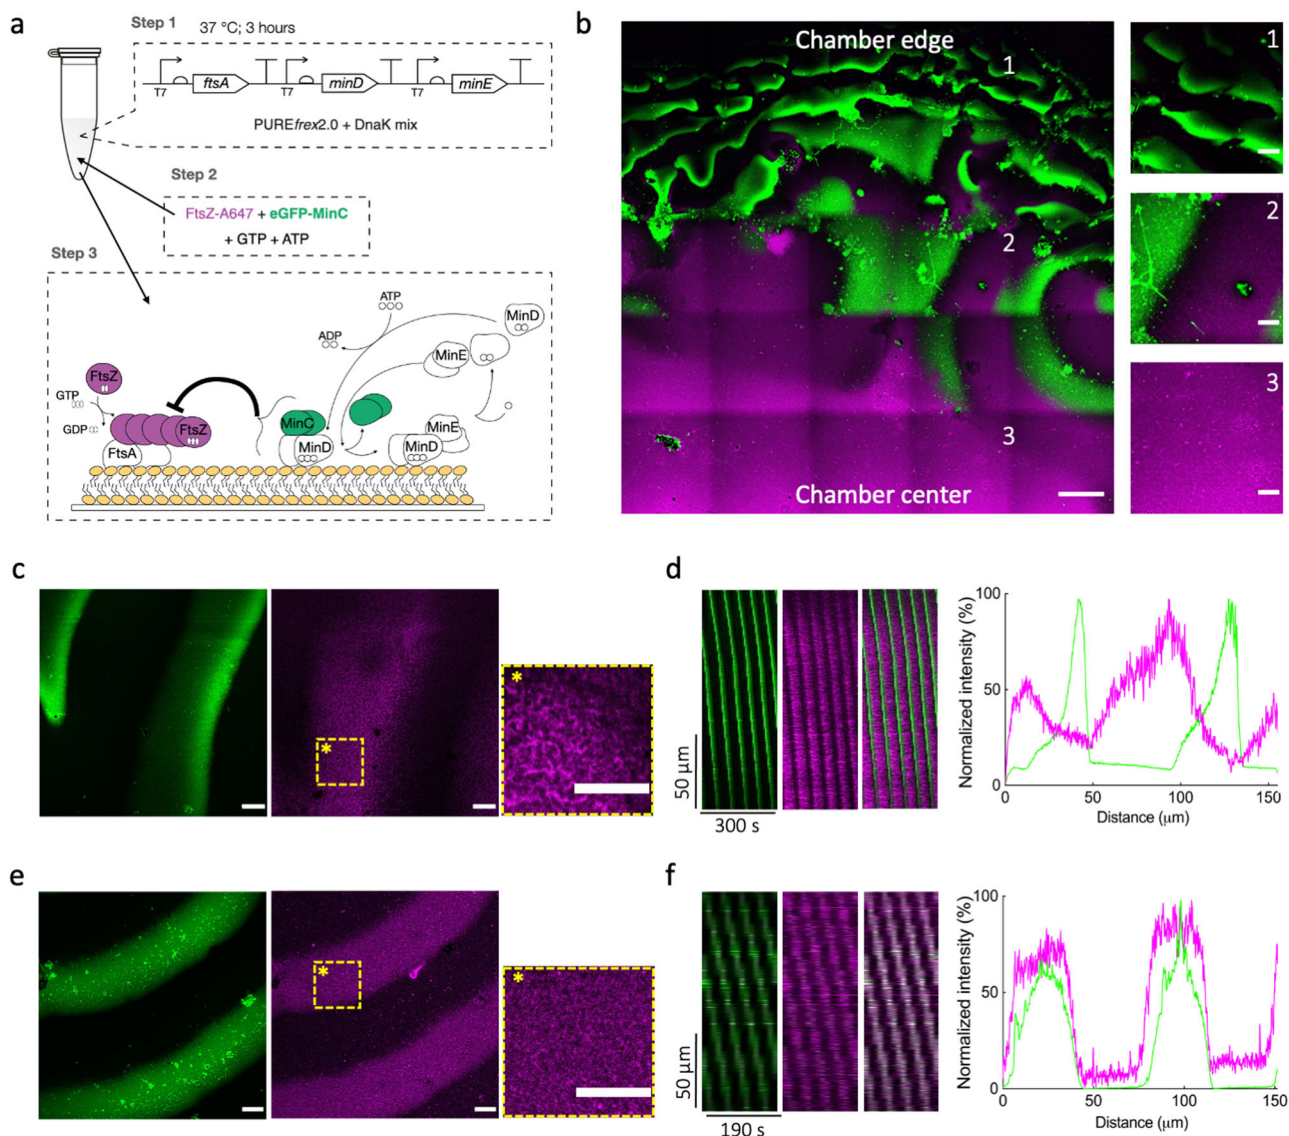 a
Step 1
37 °C; 3 hours
T7
ftsA
T7
minD
T7
minE
PUREfrex2.0 + DnaK mix
Step 2
FtsZ-A647 + eGFP-MinC
+ GTP + ATP
Step 3
ATP
ADP
MinD
MinE
FtsZ
GTP
GDP
FtsZ
FtsA
MinC
MinD
MinE
MinD
b
Chamber edge
1
2
3
Chamber center
1
2
3
c
*
*
d
50 µm
300 s
Normalized intensity (%)
100
50
0
0
50
100
150
Distance (µm)
e
*
*
f
50 µm
190 s
Normalized intensity (%)
100
50
0
0
50
100
150
Distance (µm)